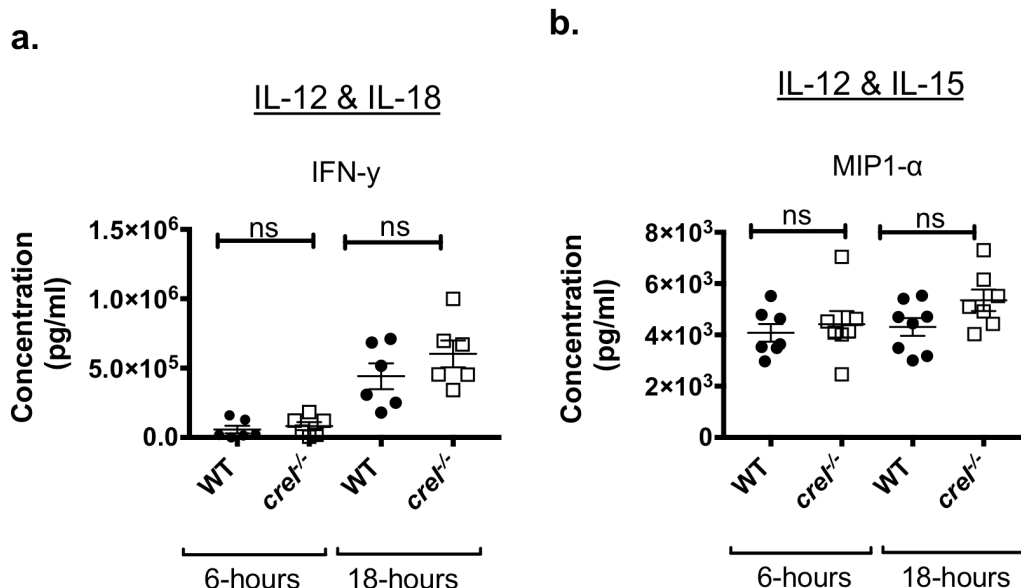 a.
IL-12 & IL-18
IFN-y
Concentration
(pg/ml)
1.5×10⁶
1.0×10⁶
5.0×10⁵
0.0
ns
ns
WT
crel-/-
WT
crel-/-
6-hours
18-hours
b.
IL-12 & IL-15
MIP1-α
Concentration
(pg/ml)
8×10³
6×10³
4×10³
2×10³
0
ns
ns
WT
crel-/-
WT
crel-/-
6-hours
18-hours